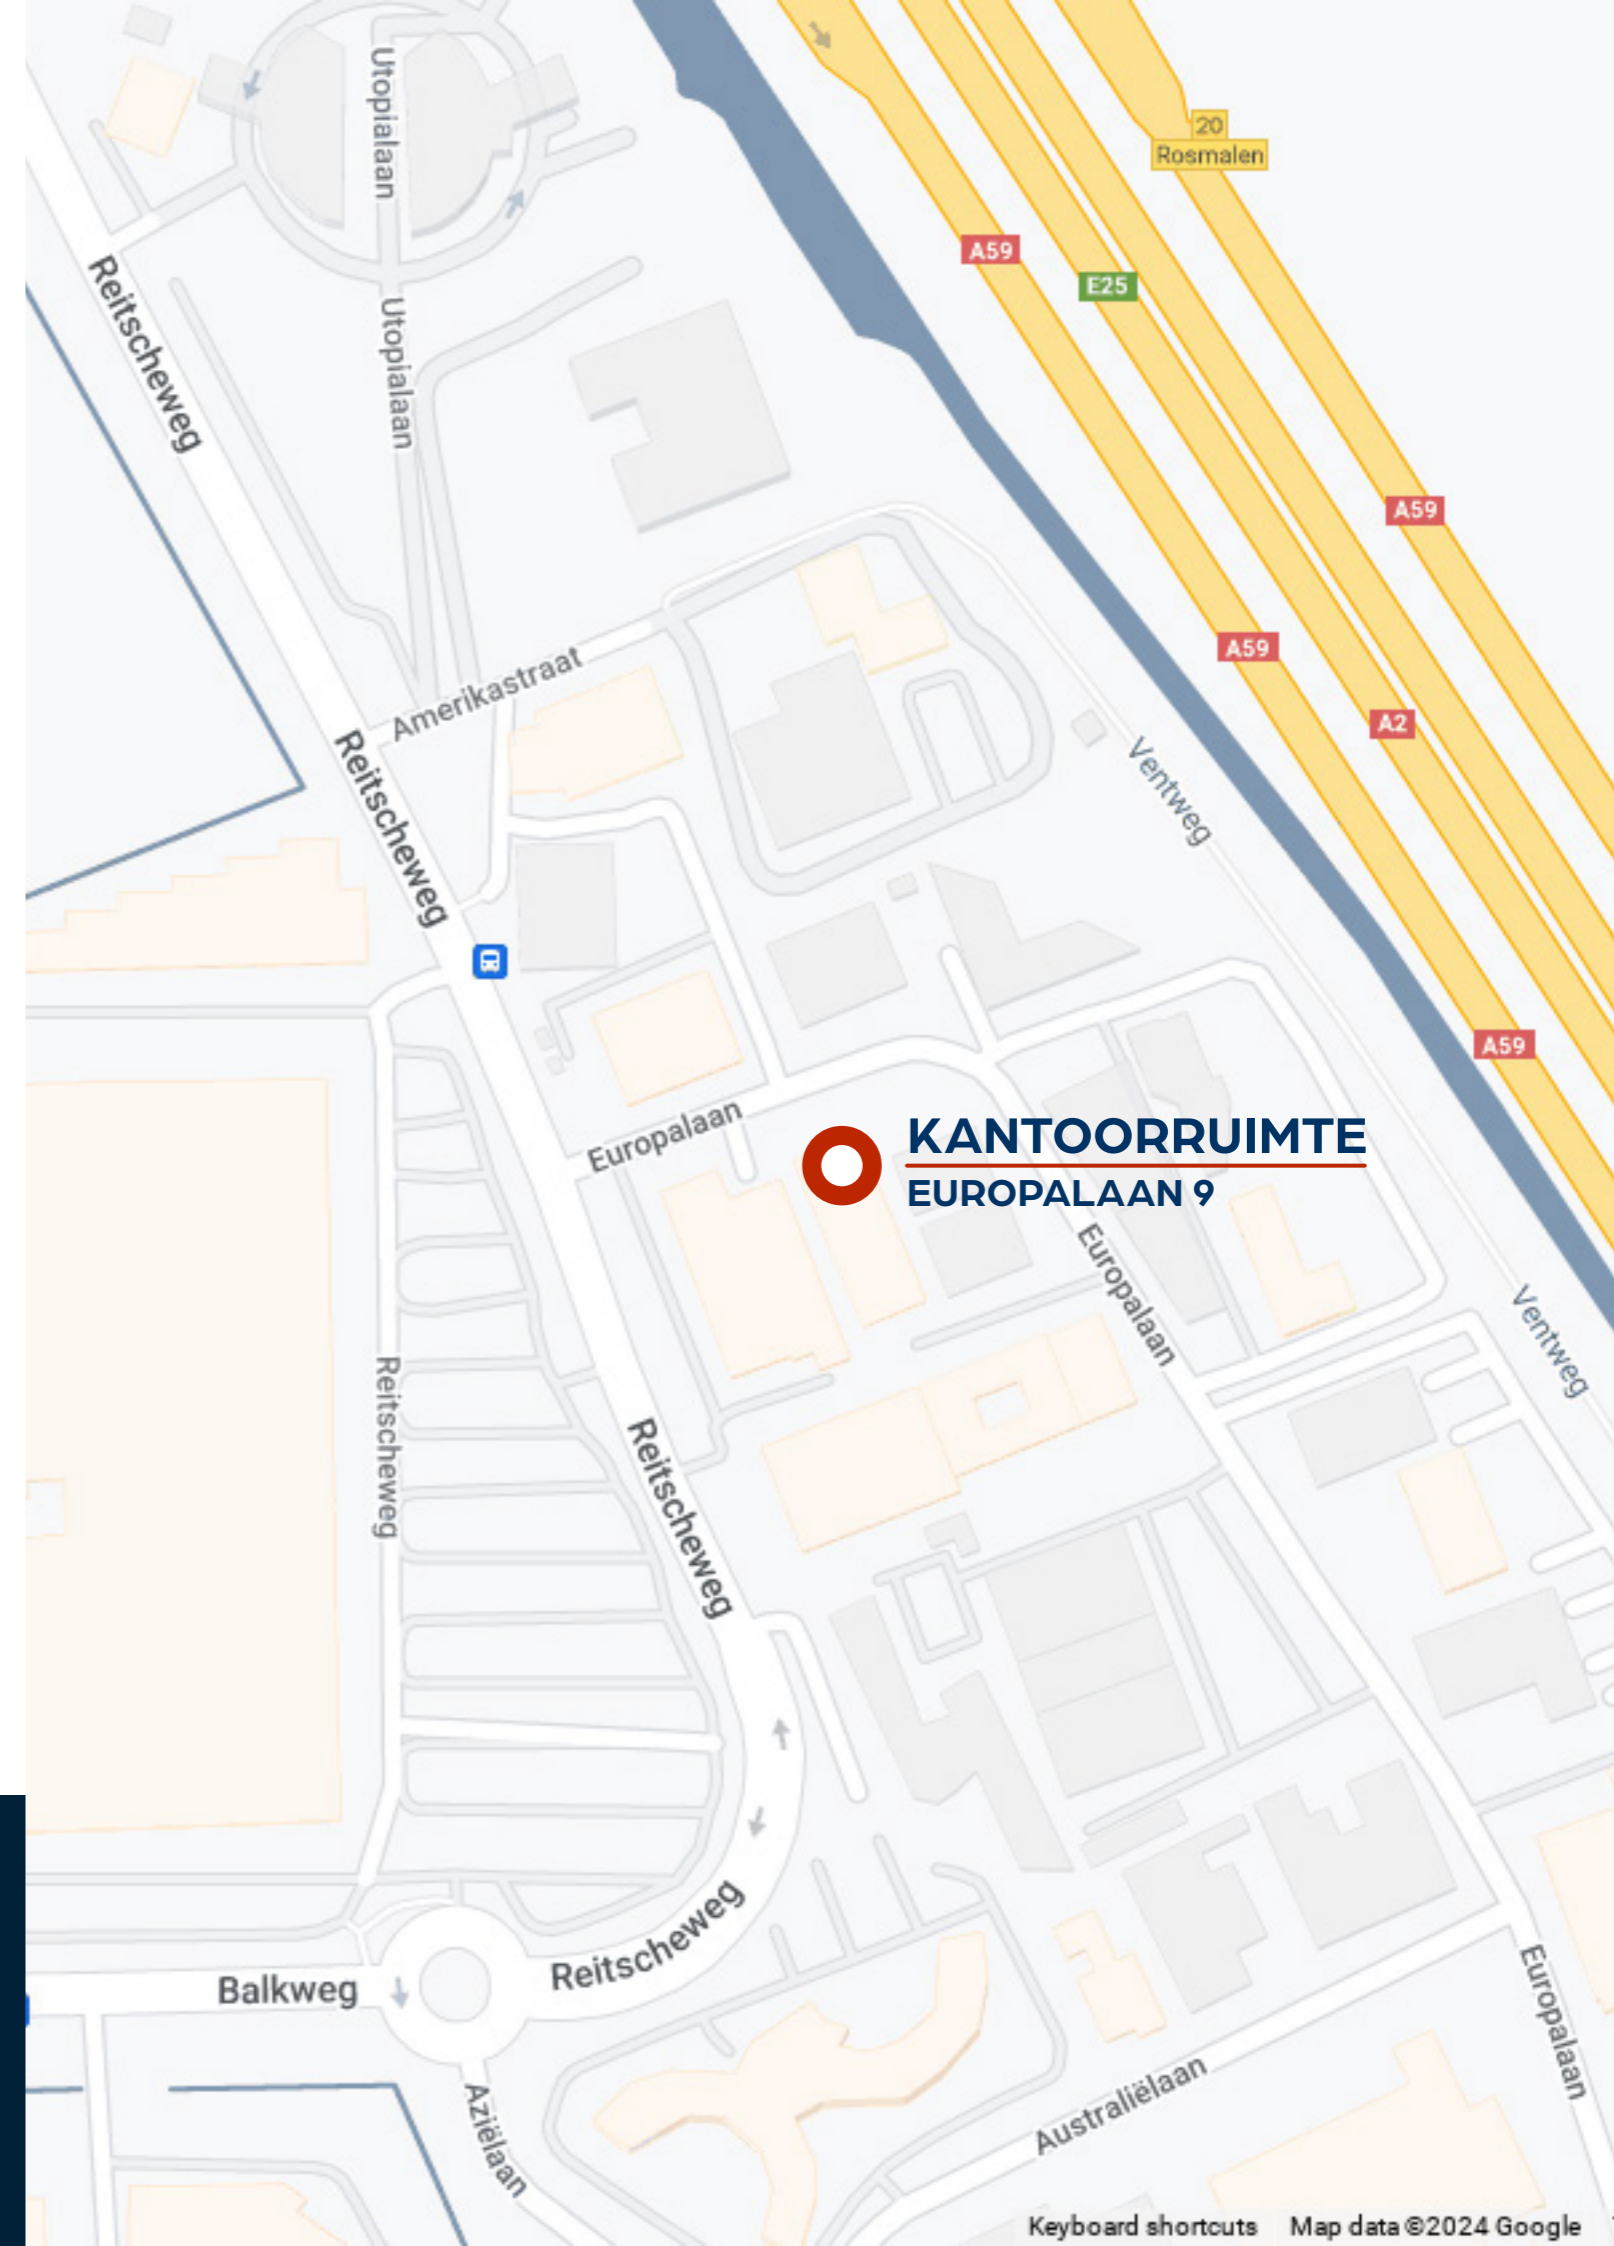 Utopialaan
20
Rosmalen
A59
E25
Reitscheweg
Utopialaan
A59
A59
Amerikastraat
A2
Reitscheweg
Ventweg
A59
Europalaan
KANTOORRUIMTE
EUROPALAAN 9
Europalaan
Ventweg
Reitscheweg
Reitscheweg
Reitscheweg
Balkweg
Europalaan
Australiëlaan
Aziëlaan
Keyboard shortcuts
Map data ©2024 Google